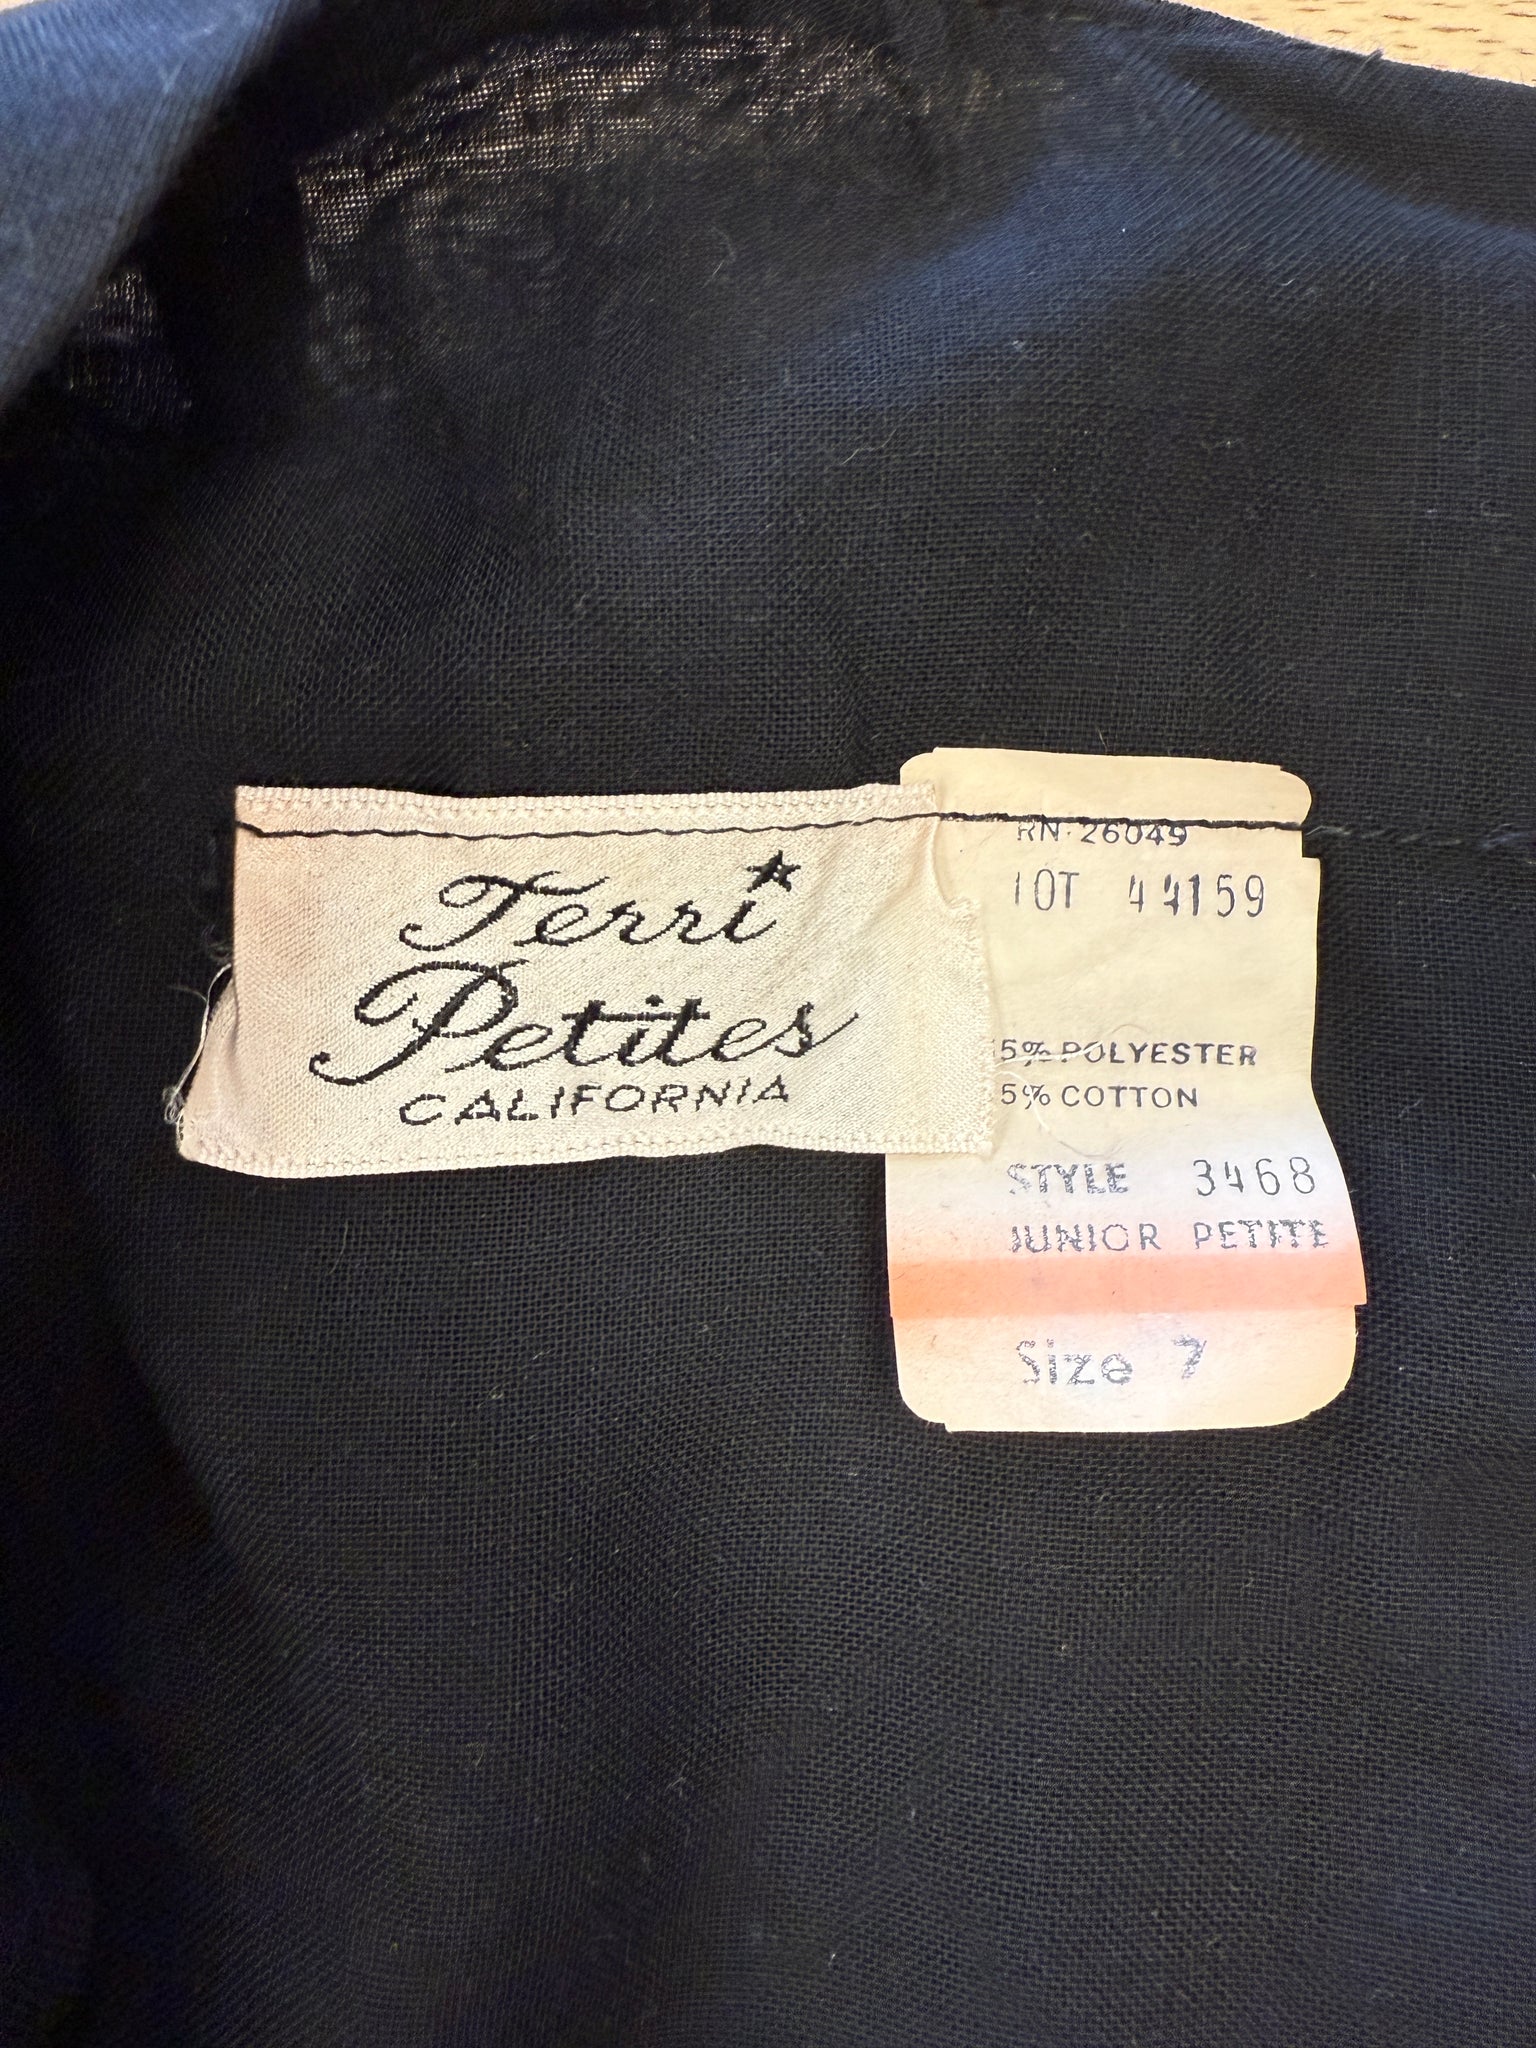 Terri
Petites
CALIFORNIA
RN 26049
LOT 44159
5% POLYESTER
5% COTTON
STYLE 3468
JUNIOR PETITE
Size 7